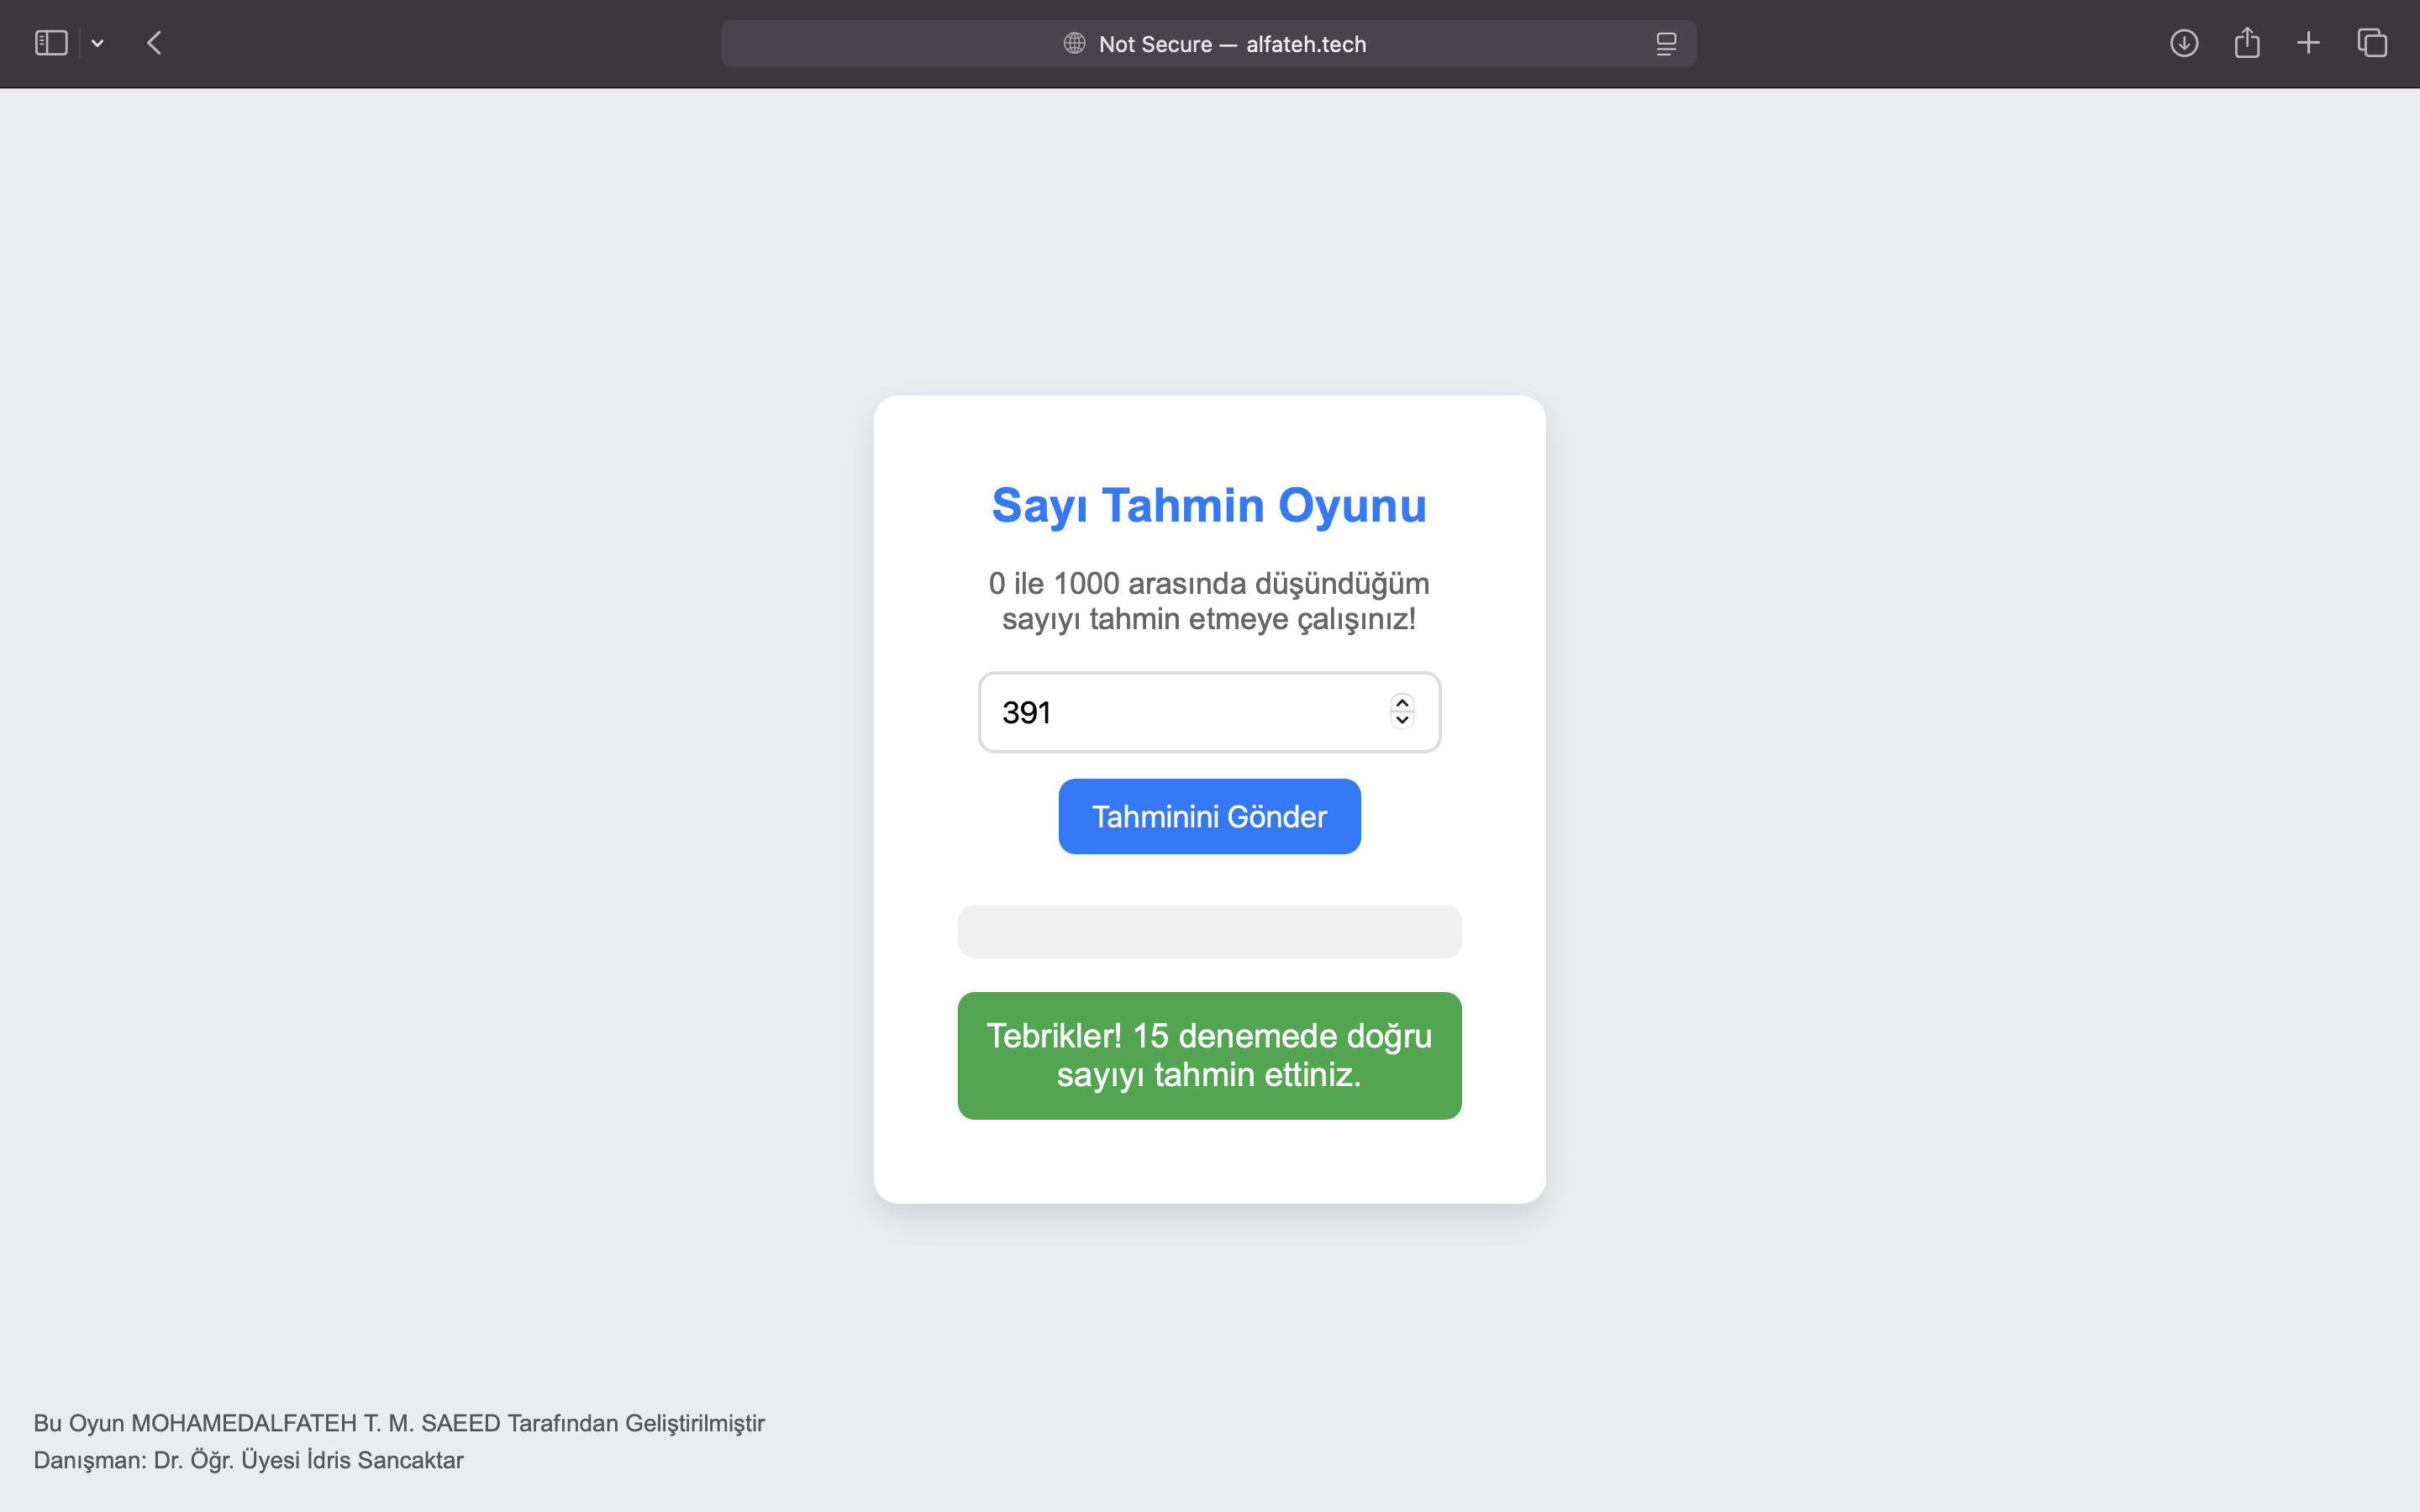 Not Secure — alfateh.tech
Sayı Tahmin Oyunu
0 ile 1000 arasında düşündüğüm
sayıyı tahmin etmeye çalışınız!
391
Tahminini Gönder
Tebrikler! 15 denemede doğru
sayıyı tahmin ettiniz.
Bu Oyun MOHAMEDALFATEH T. M. SAEED Tarafından Geliştirilmiştir
Danışman: Dr. Öğr. Üyesi İdris Sancaktar